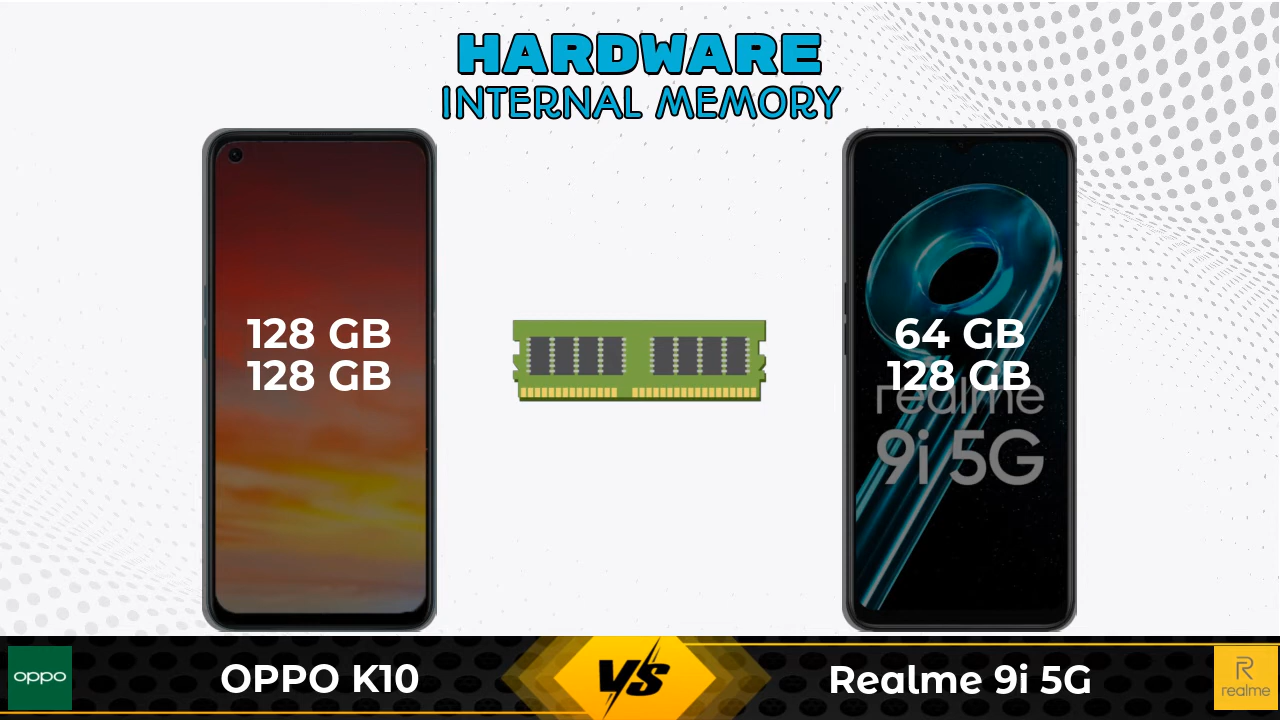 HARDWARE
INTERNAL MEMORY
128 GB
128 GB
64 GB
128 GB
realme
9i 5G
oppo
OPPO K10
VS
Realme 9i 5G
R
realme